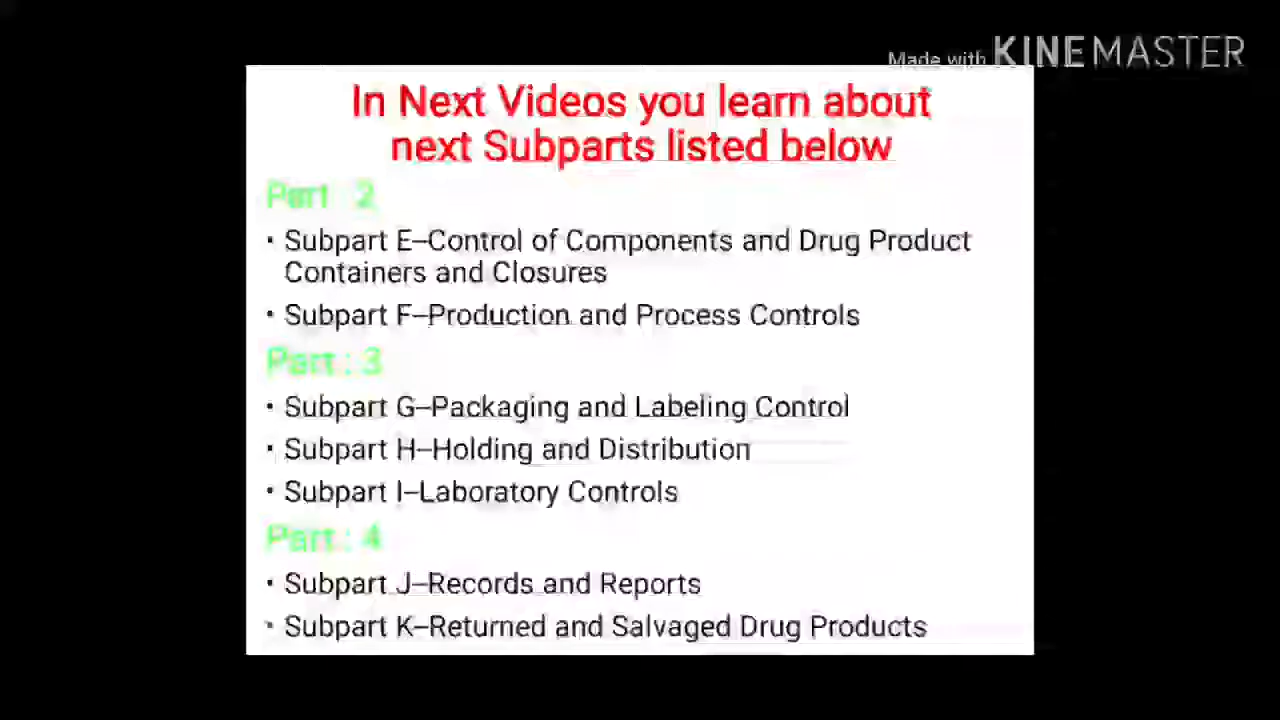 Made with KINEMASTER
In Next Videos you learn about
next Subparts listed below
Part : 2
• Subpart E–Control of Components and Drug Product
Containers and Closures
• Subpart F–Production and Process Controls
Part : 3
• Subpart G–Packaging and Labeling Control
• Subpart H–Holding and Distribution
• Subpart I–Laboratory Controls
Part : 4
• Subpart J–Records and Reports
• Subpart K–Returned and Salvaged Drug Products